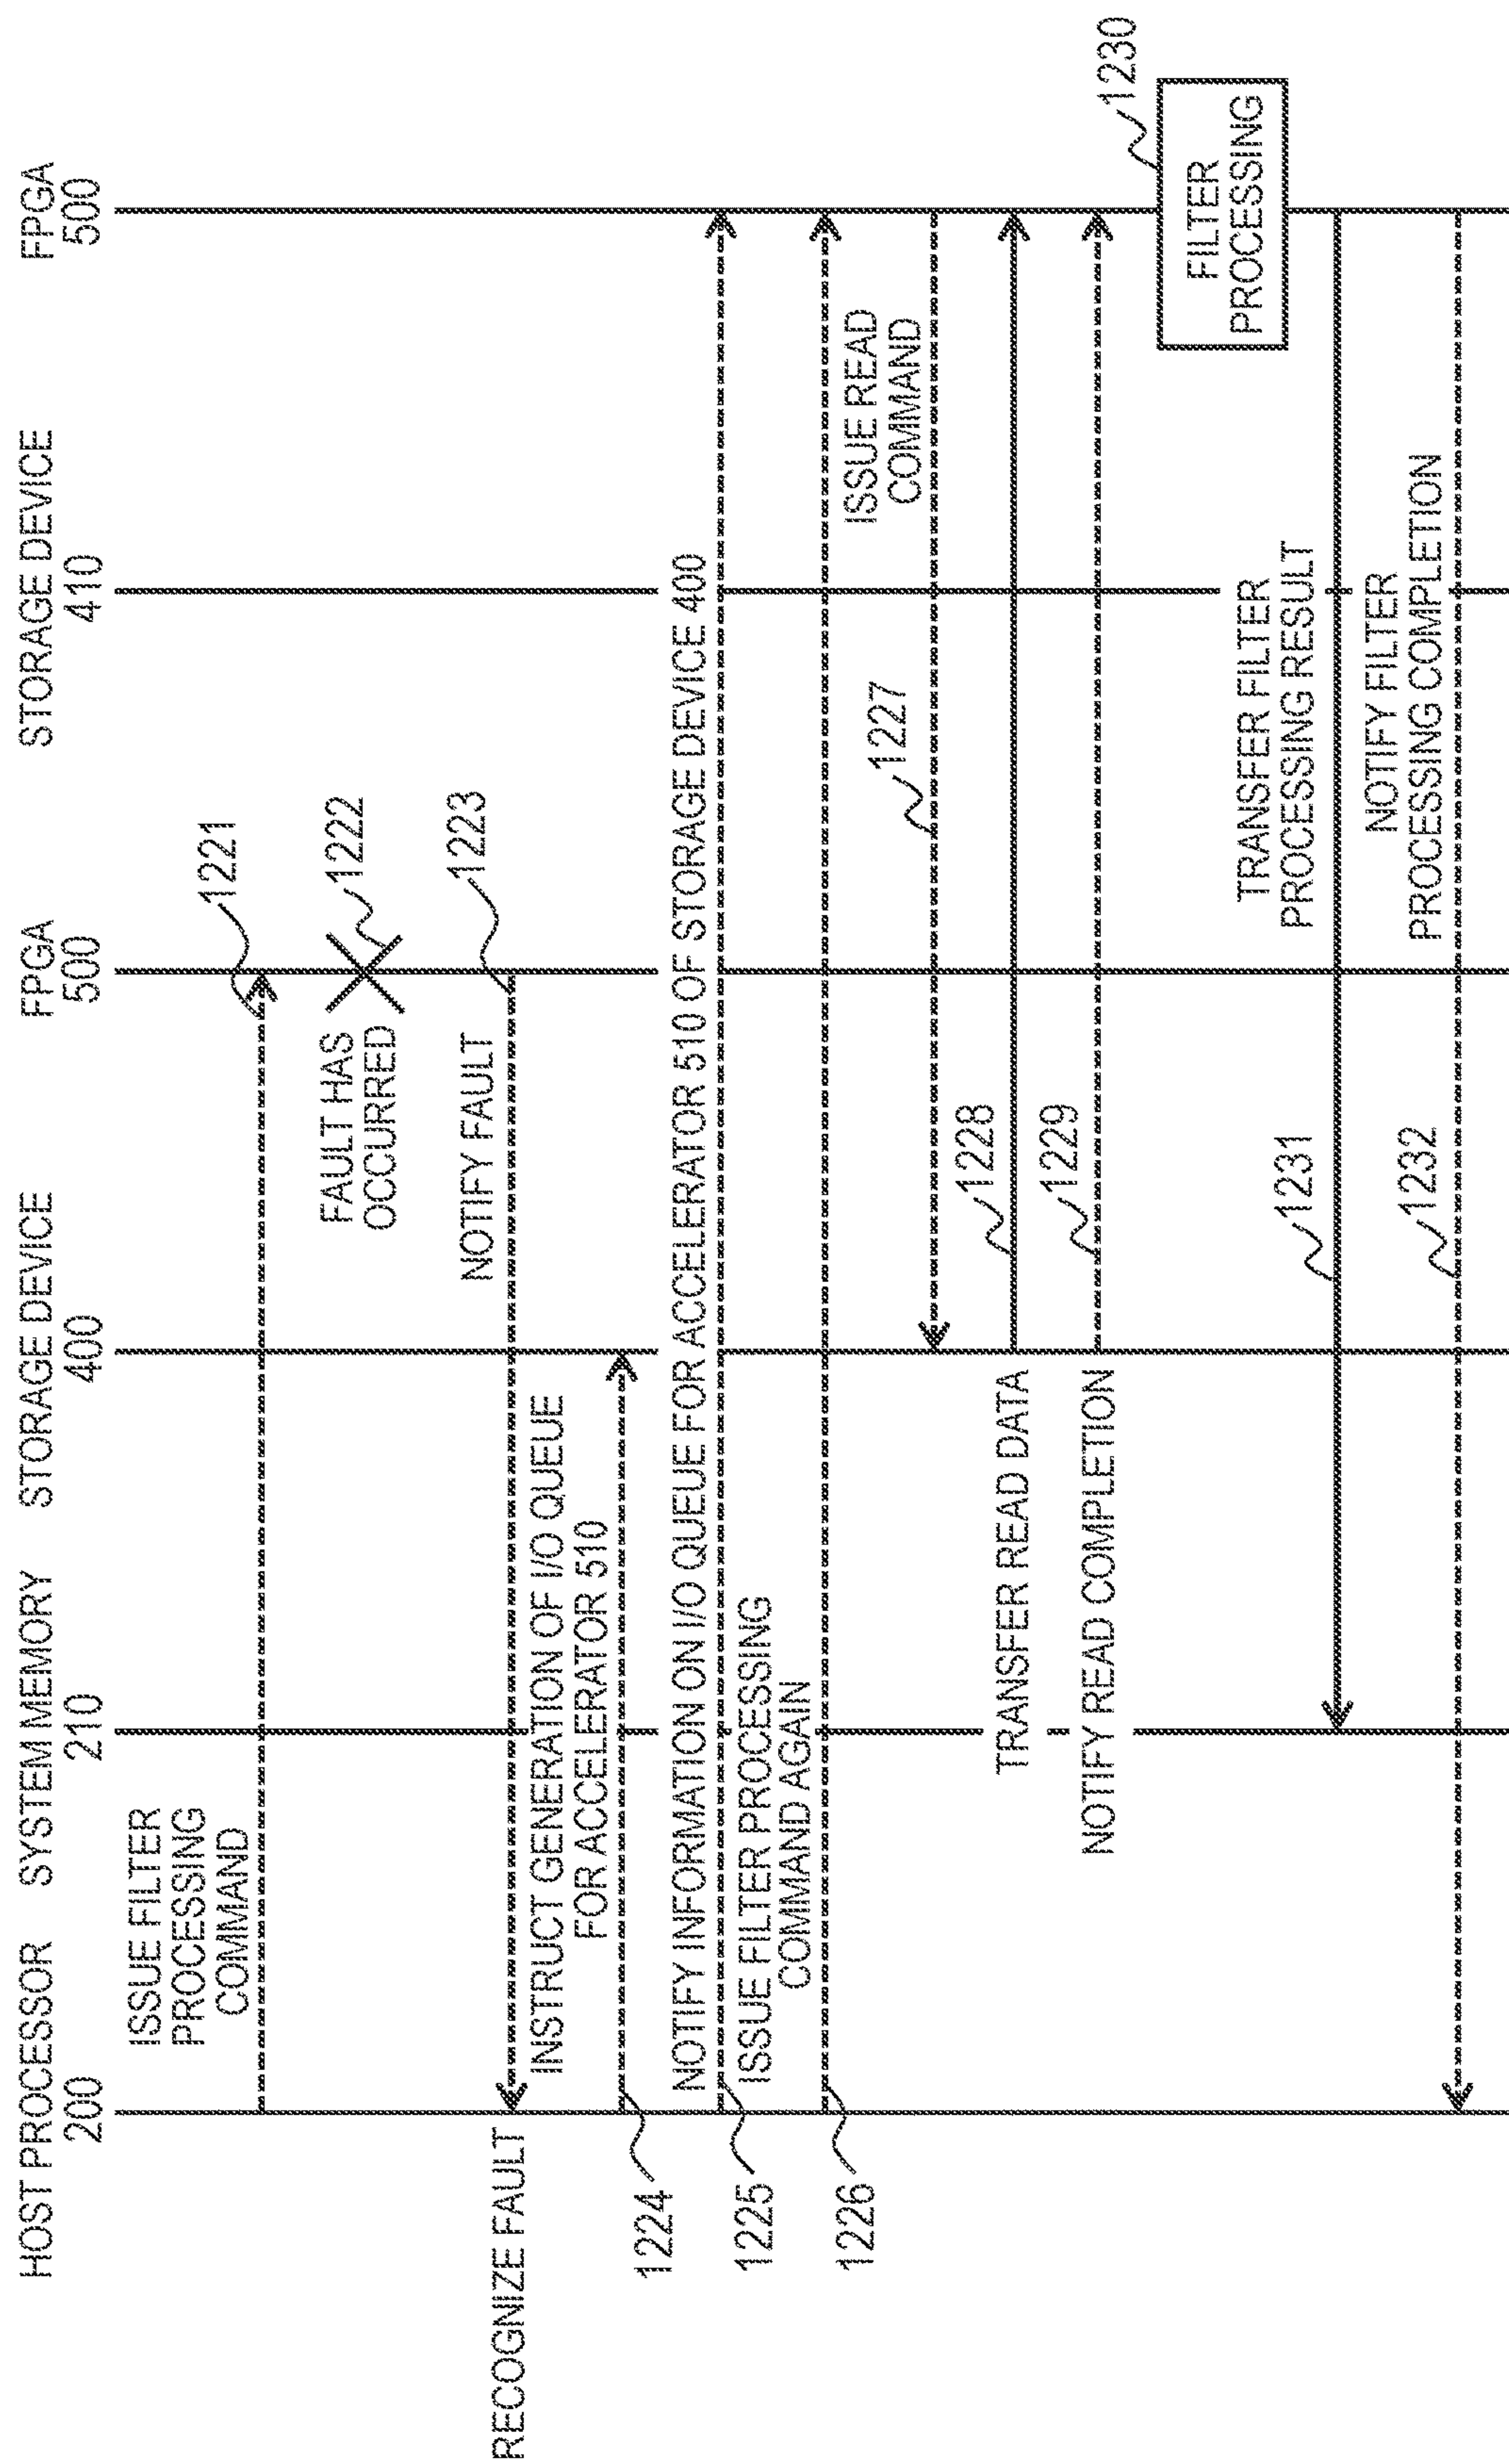 HOST PROCESSOR
200
SYSTEM MEMORY
210
STORAGE DEVICE
400
FPGA
500
STORAGE DEVICE
410
FPGA
500
ISSUE FILTER
PROCESSING
COMMAND
1221
FAULT HAS
OCCURRED
1222
RECOGNIZE FAULT
NOTIFY FAULT
1223
INSTRUCT GENERATION OF I/O QUEUE
FOR ACCELERATOR 510
1224
NOTIFY INFORMATION ON I/O QUEUE FOR ACCELERATOR 510 OF STORAGE DEVICE 400
1225
ISSUE FILTER PROCESSING
COMMAND AGAIN
1226
ISSUE READ
COMMAND
1227
TRANSFER READ DATA
1228
NOTIFY READ COMPLETION
1229
1230
FILTER
PROCESSING
TRANSFER FILTER
PROCESSING RESULT
1231
NOTIFY FILTER
PROCESSING COMPLETION
1232